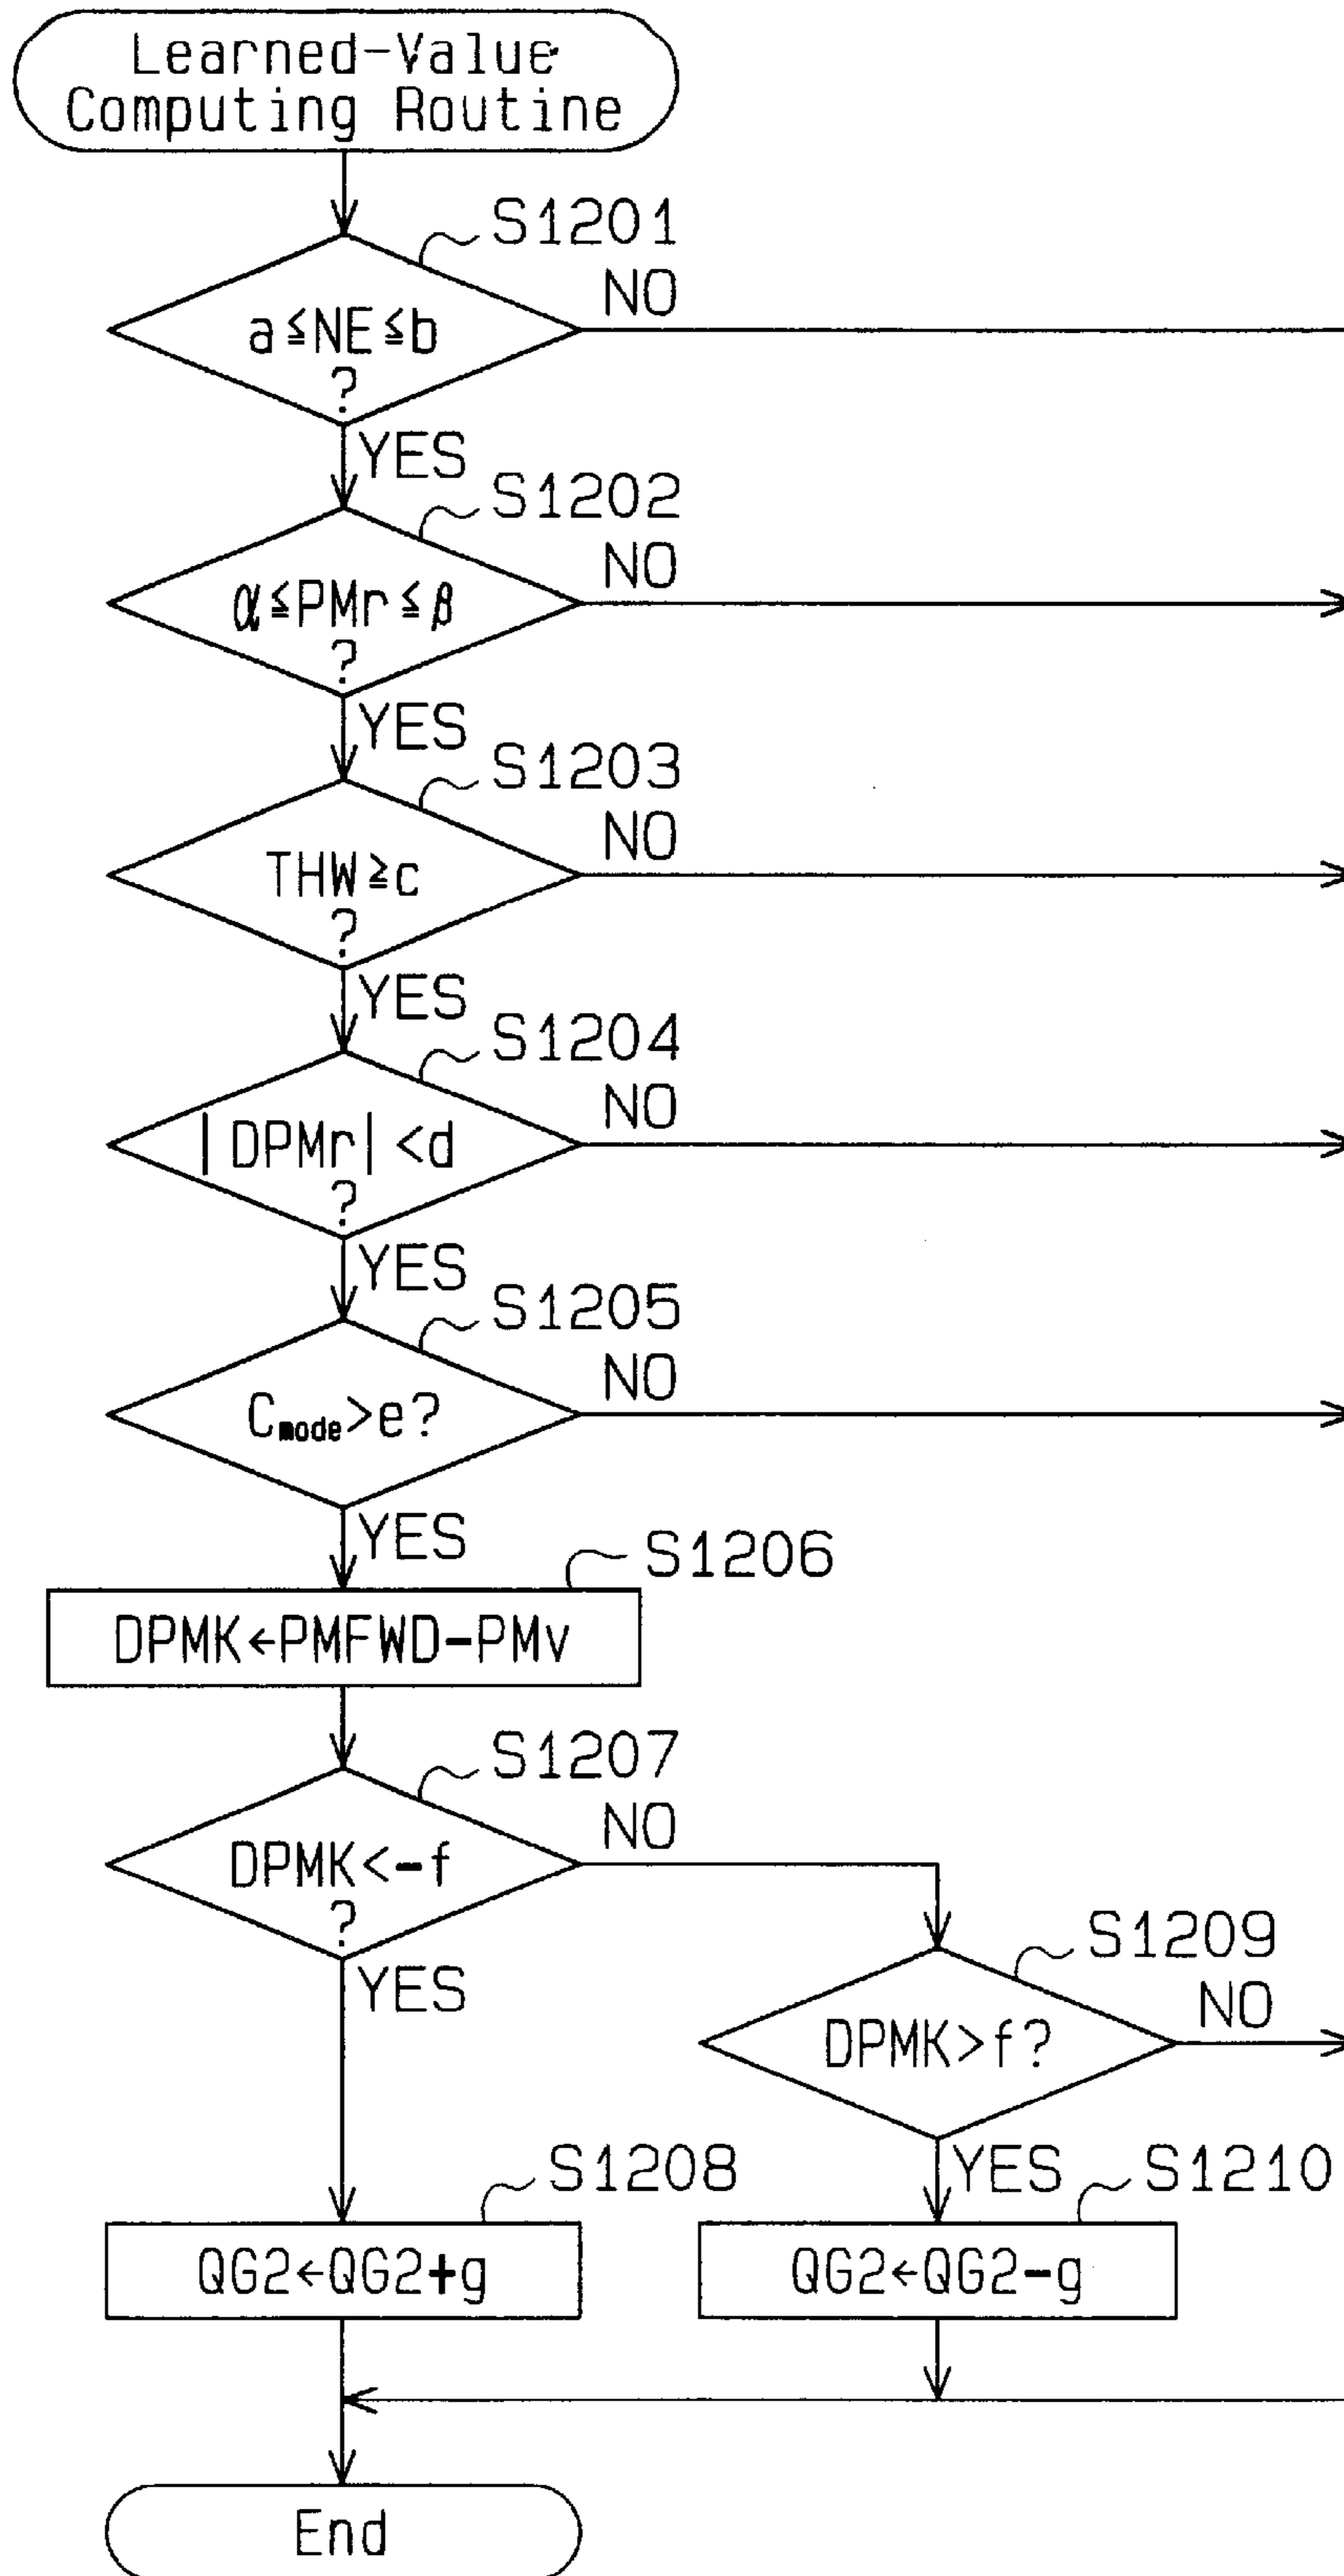 Learned-Value
Computing Routine
S1201
NO
a≦NE≦b
?
YES
S1202
NO
α≦PMr≦β
?
YES
S1203
NO
THW≧c
?
YES
S1204
NO
|DPMr|<d
?
YES
S1205
NO
Cmode>e?
YES
S1206
DPMK←PMFWD-PMv
S1207
NO
DPMK<-f
?
YES
S1209
NO
DPMK>f?
YES
S1208
S1210
QG2←QG2+g
QG2←QG2-g
End